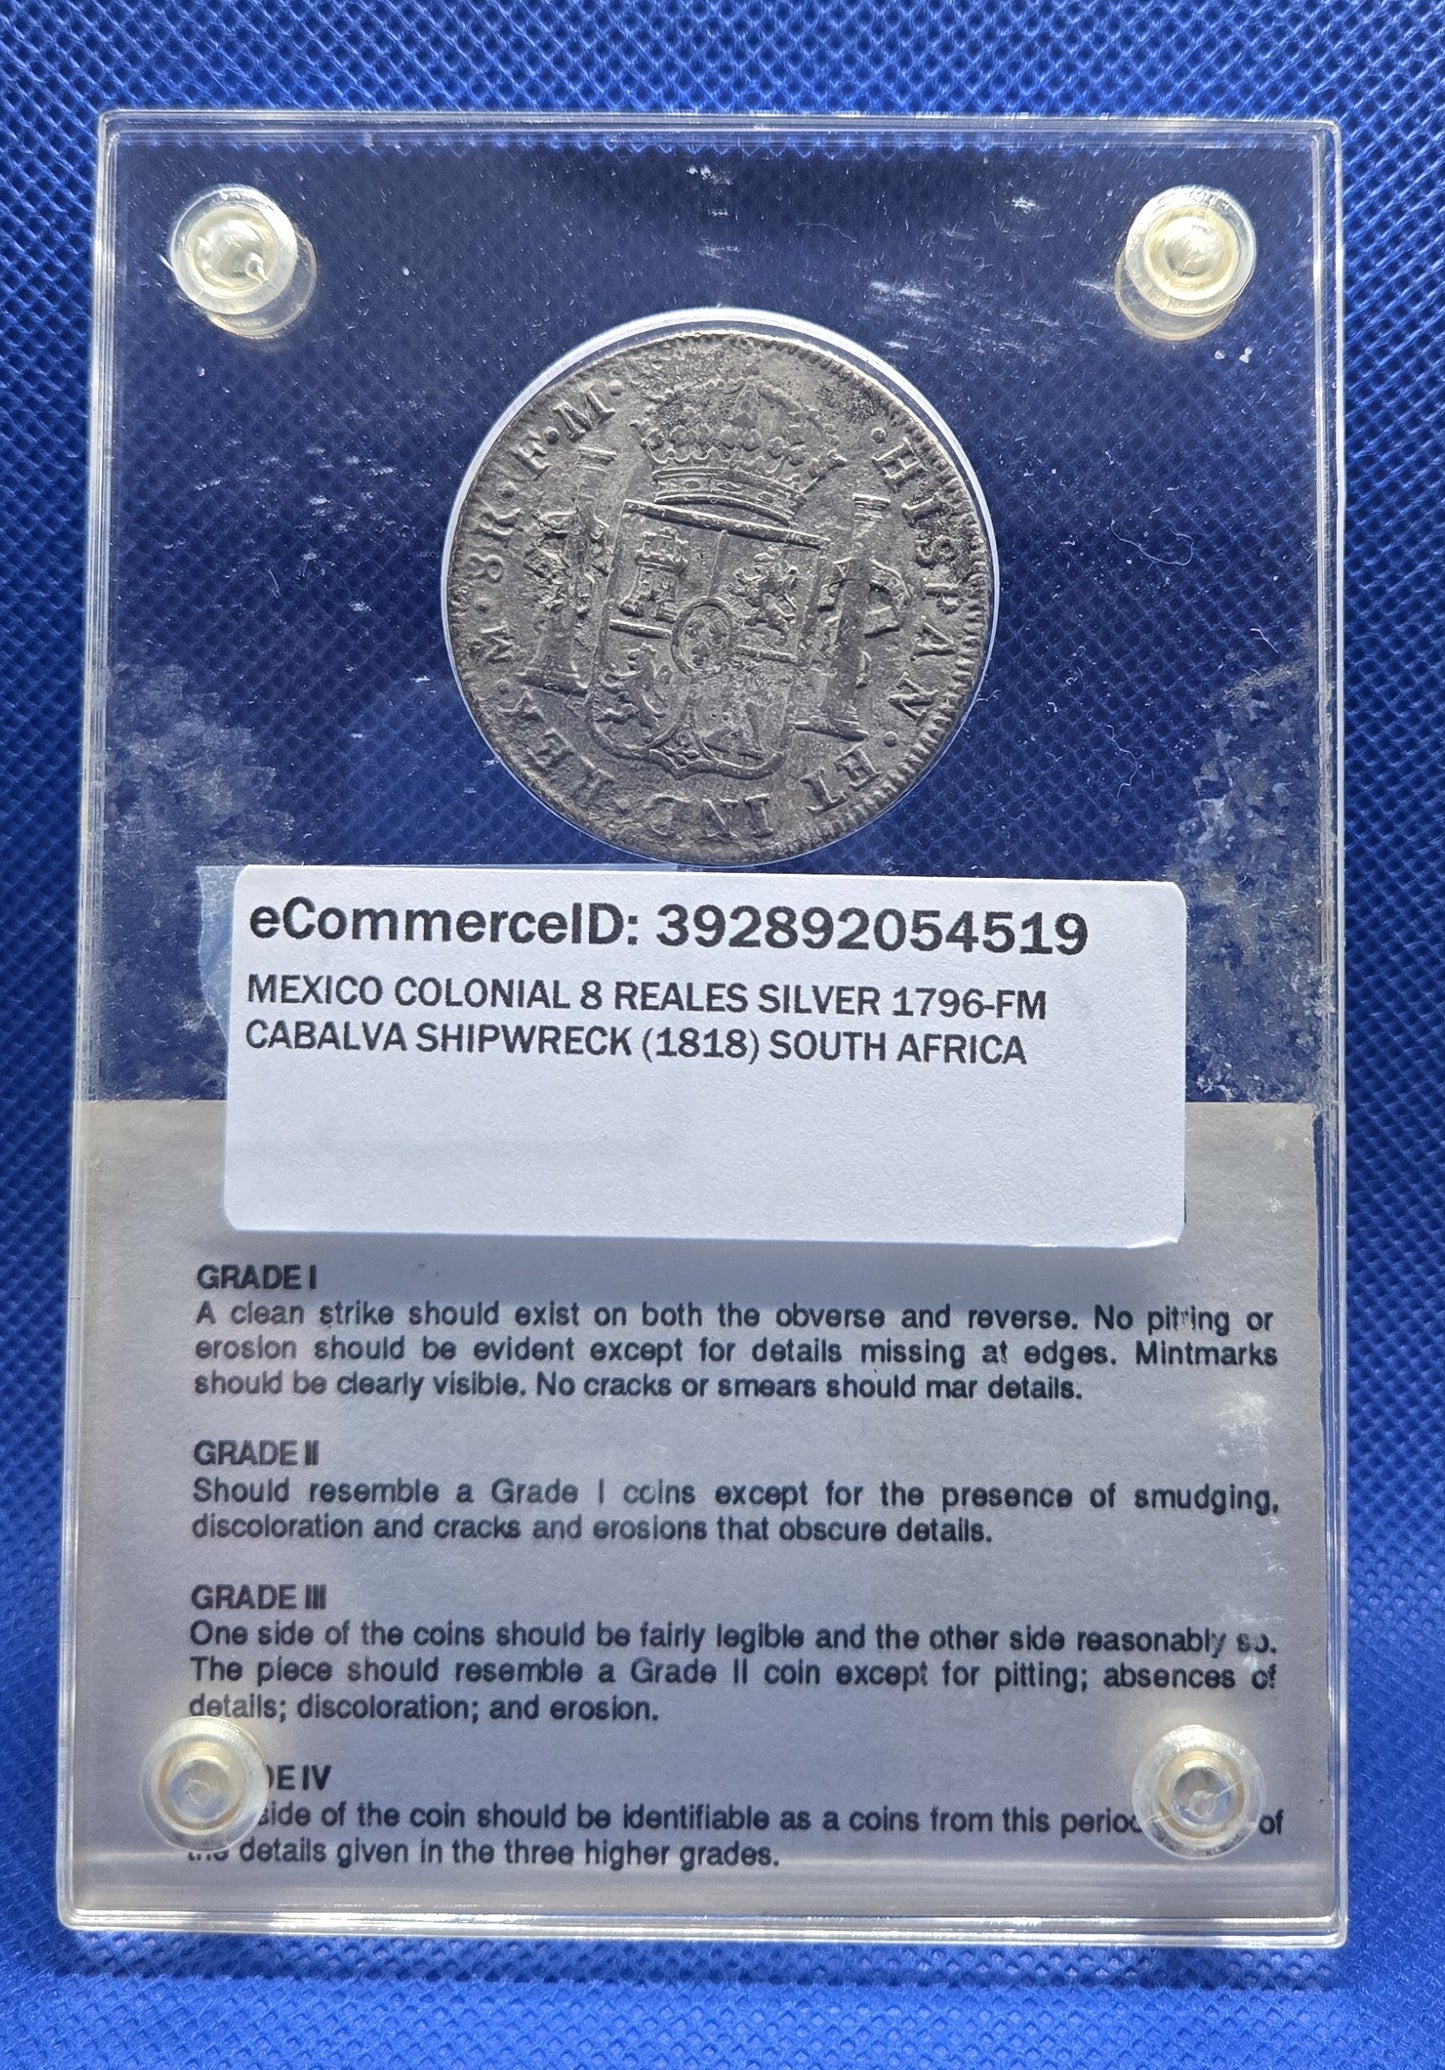 · HISPAN · ET IND · REX · M · 8R · F · M ·
eCommerceID: 392892054519
MEXICO COLONIAL 8 REALES SILVER 1796-FM
CABALVA SHIPWRECK (1818) SOUTH AFRICA
GRADE I
A clean strike should exist on both the obverse and reverse. No pitting or
erosion should be evident except for details missing at edges. Mintmarks
should be clearly visible. No cracks or smears should mar details.
GRADE II
Should resemble a Grade I coins except for the presence of smudging,
discoloration and cracks and erosions that obscure details.
GRADE III
One side of the coins should be fairly legible and the other side reasonably so.
The piece should resemble a Grade II coin except for pitting; absences of
details; discoloration; and erosion.
DE IV
side of the coin should be identifiable as a coins from this period of
the details given in the three higher grades.